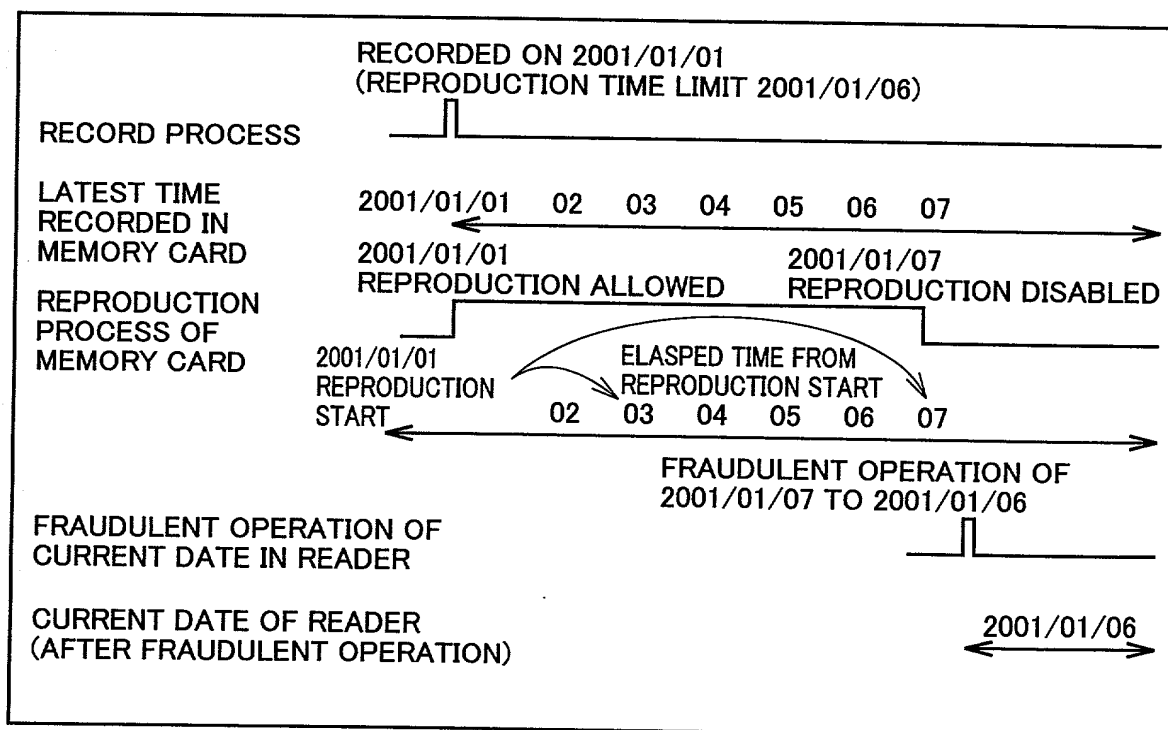 RECORDED ON 2001/01/01
(REPRODUCTION TIME LIMIT 2001/01/06)
RECORD PROCESS
LATEST TIME
RECORDED IN
MEMORY CARD
2001/01/01 02 03 04 05 06 07
2001/01/01
REPRODUCTION ALLOWED
2001/01/07
REPRODUCTION DISABLED
REPRODUCTION
PROCESS OF
MEMORY CARD
2001/01/01
REPRODUCTION
START
ELASPED TIME FROM
REPRODUCTION START
02 03 04 05 06 07
FRAUDULENT OPERATION OF
2001/01/07 TO 2001/01/06
FRAUDULENT OPERATION OF
CURRENT DATE IN READER
CURRENT DATE OF READER
(AFTER FRAUDULENT OPERATION)
2001/01/06